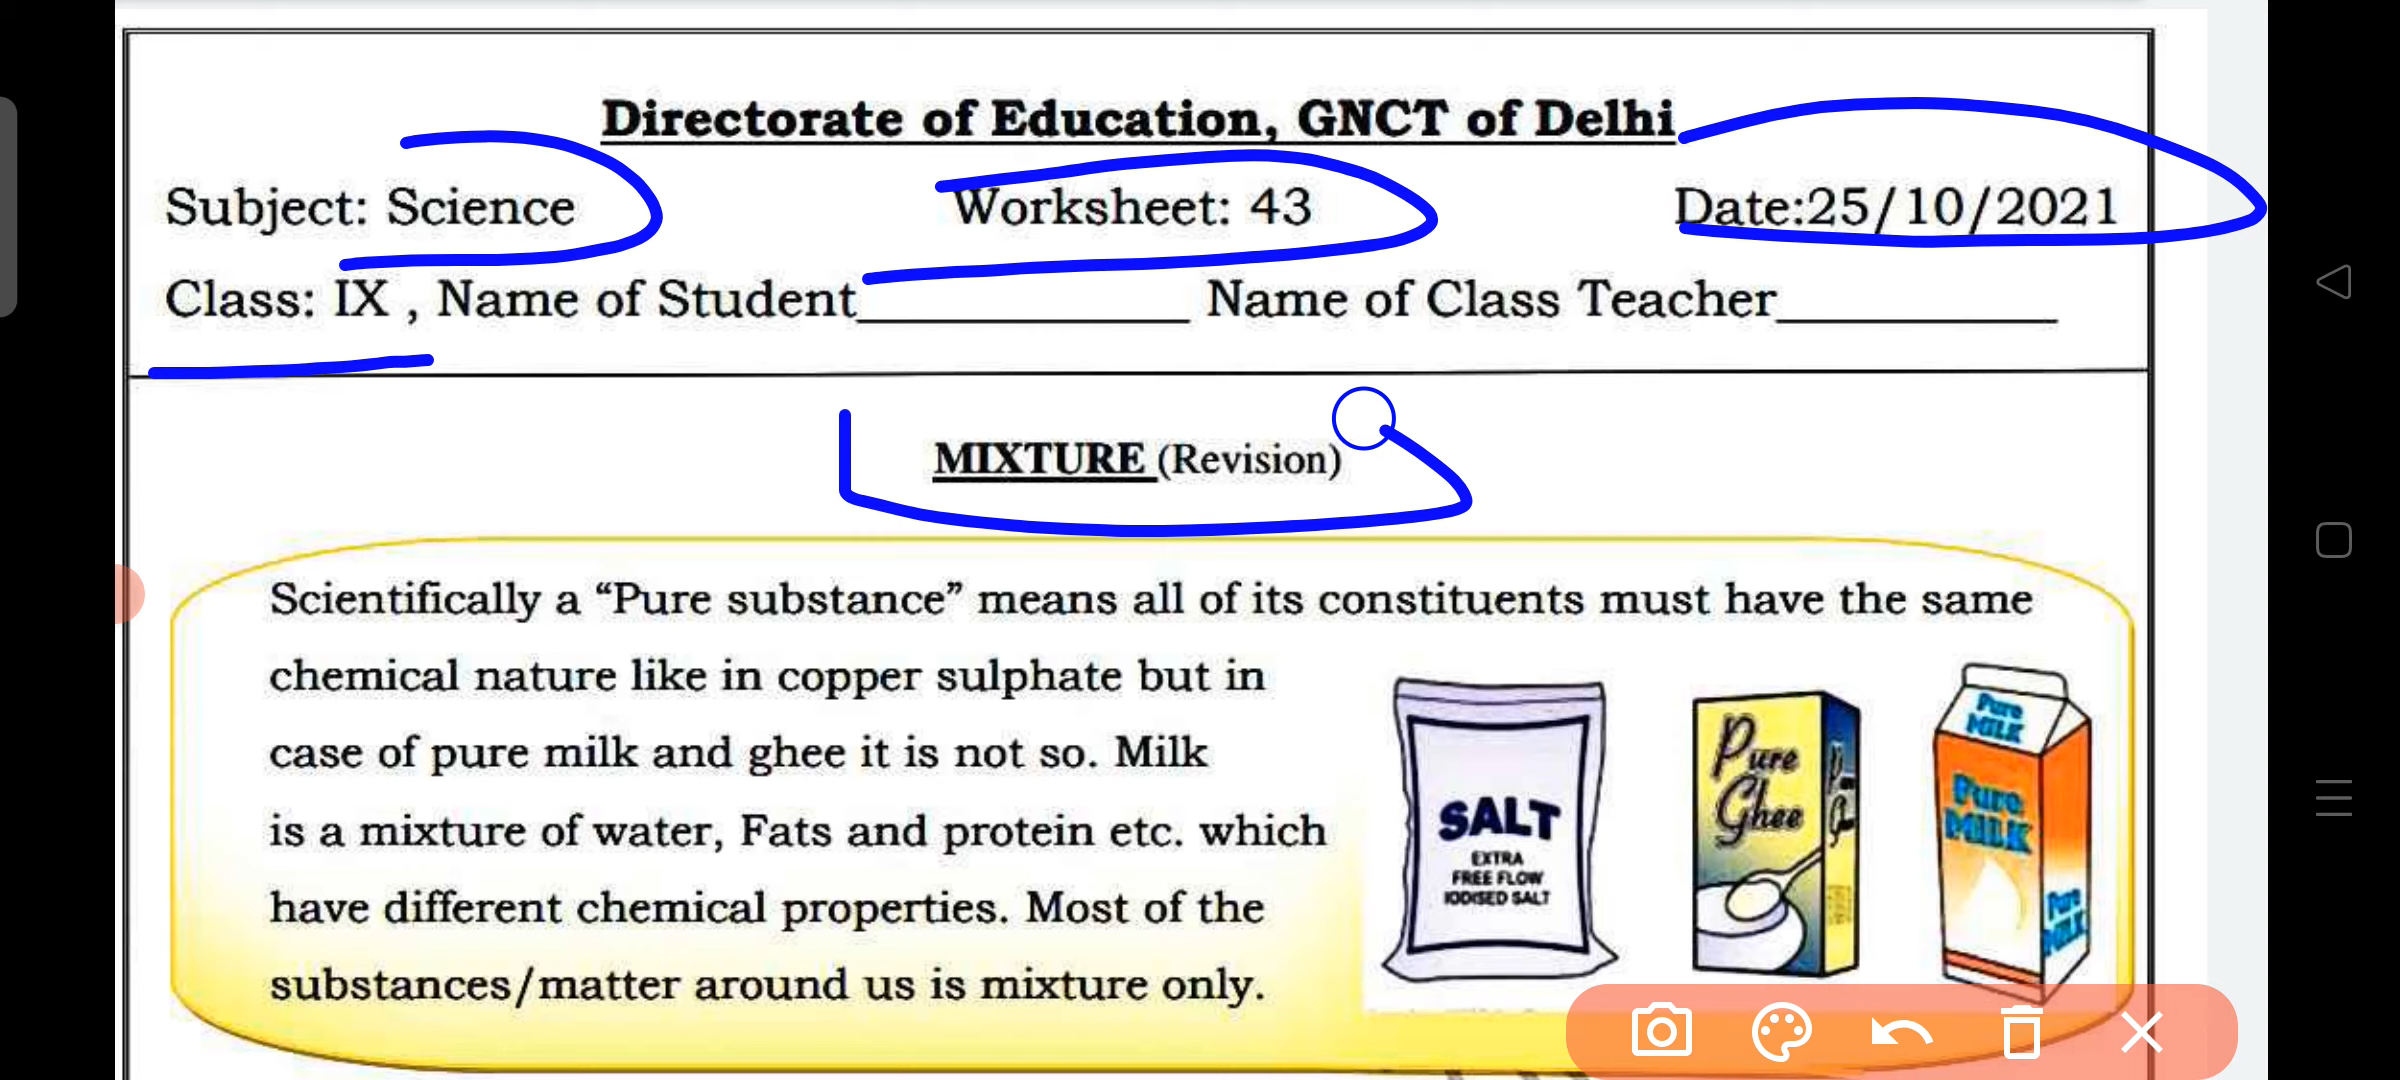 Directorate of Education, GNCT of Delhi
Subject: Science Worksheet: 43 Date:25/10/2021
Class: IX , Name of Student__________ Name of Class Teacher__________
MIXTURE (Revision)
Scientifically a “Pure substance” means all of its constituents must have the same
chemical nature like in copper sulphate but in
case of pure milk and ghee it is not so. Milk
is a mixture of water, Fats and protein etc. which
have different chemical properties. Most of the
substances/matter around us is mixture only.
SALT
EXTRA
FREE FLOW
IODISED SALT
Pure
Ghee
Pure
MILK
Pure
MILK
Pure
MILK